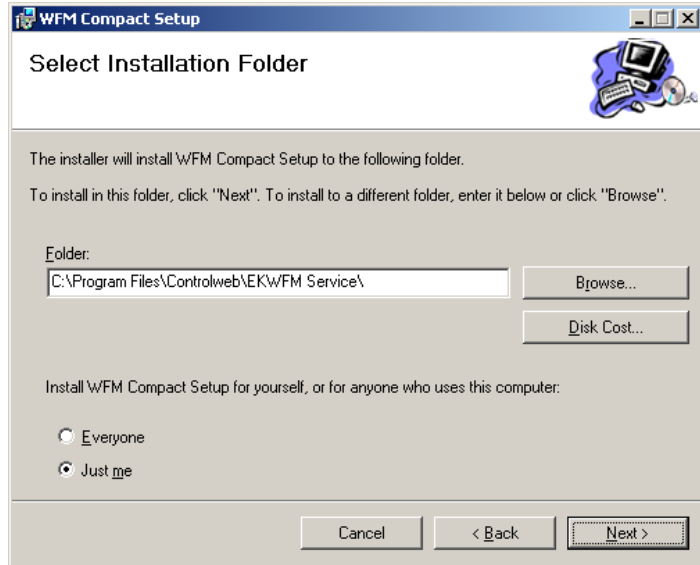 WFM Compact Setup
Select Installation Folder
The installer will install WFM Compact Setup to the following folder.
To install in this folder, click "Next". To install to a different folder, enter it below or click "Browse".
Folder:
C:\Program Files\Controlweb\EKWFM Service\
Browse...
Disk Cost...
Install WFM Compact Setup for yourself, or for anyone who uses this computer:
Everyone
Just me
Cancel
< Back
Next >